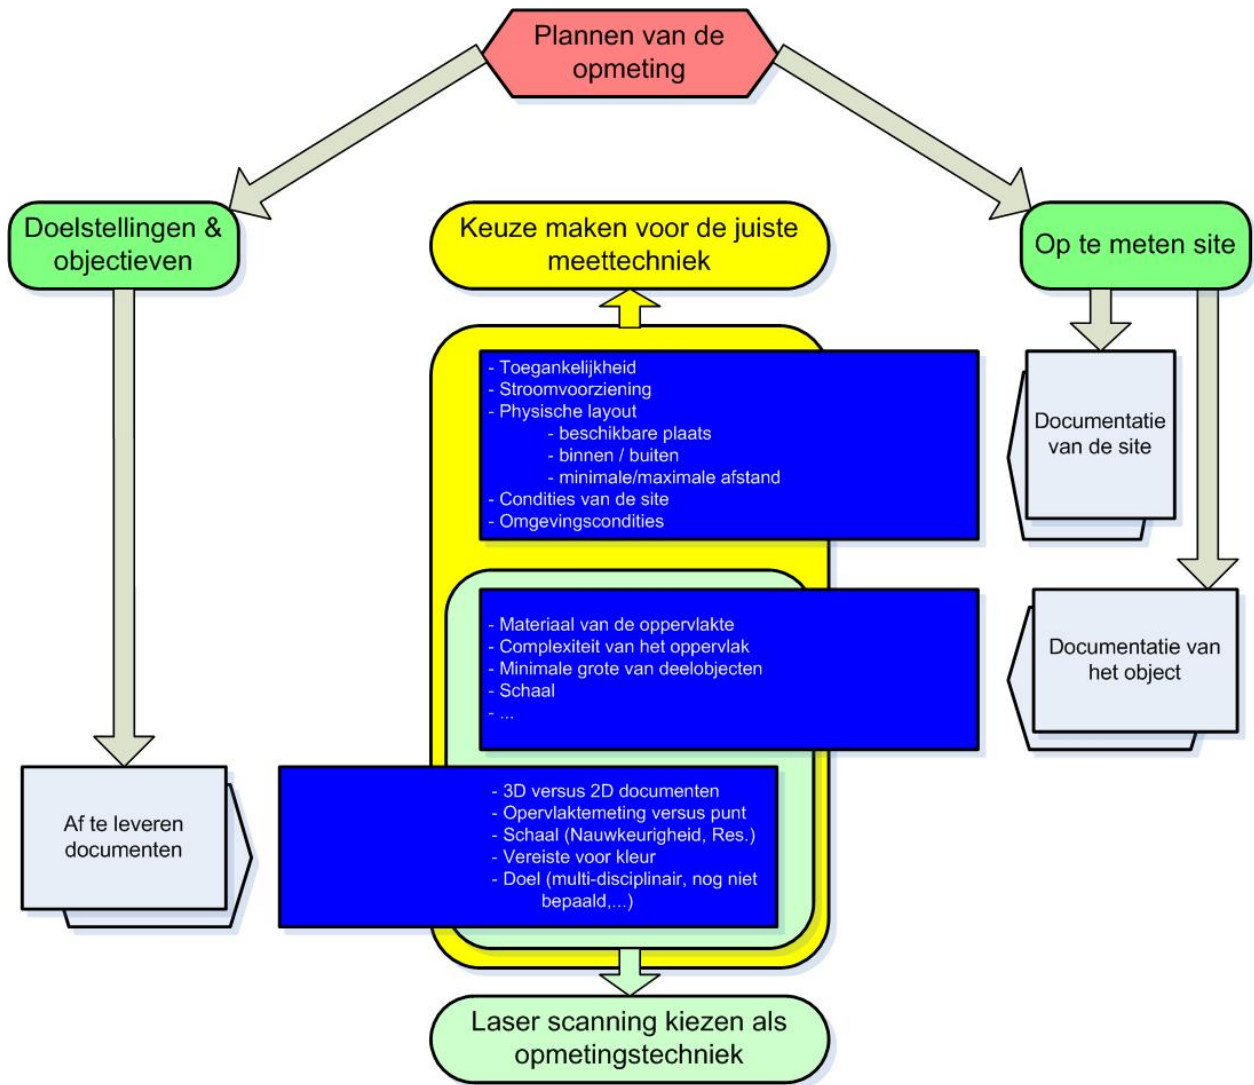 Plannen van de
opmeting
Doelstellingen &
objectieven
Keuze maken voor de juiste
meettechniek
Op te meten site
- Toegankelijkheid
- Stroomvoorziening
- Physische layout
- beschikbare plaats
- binnen / buiten
- minimale/maximale afstand
- Condities van de site
- Omgevingscondities
Documentatie
van de site
- Materiaal van de oppervlakte
- Complexiteit van het oppervlak
- Minimale grote van deelobjecten
- Schaal
- ...
Documentatie van
het object
Af te leveren
documenten
- 3D versus 2D documenten
- Opervlaktemeting versus punt
- Schaal (Nauwkeurigheid, Res.)
- Vereiste voor kleur
- Doel (multi-disciplinair, nog niet
bepaald,...)
Laser scanning kiezen als
opmetingstechniek